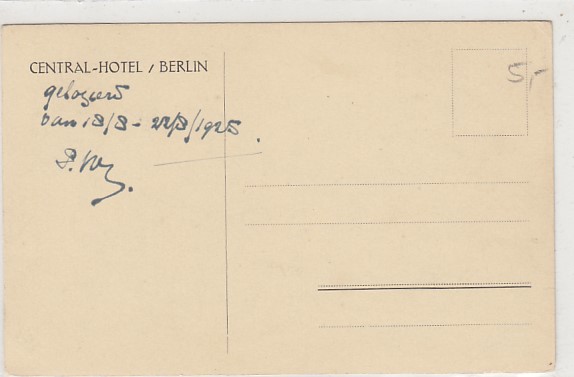 CENTRAL-HOTEL / BERLIN
5,-
gelogeerd
van 18/8 - 22/8/1925